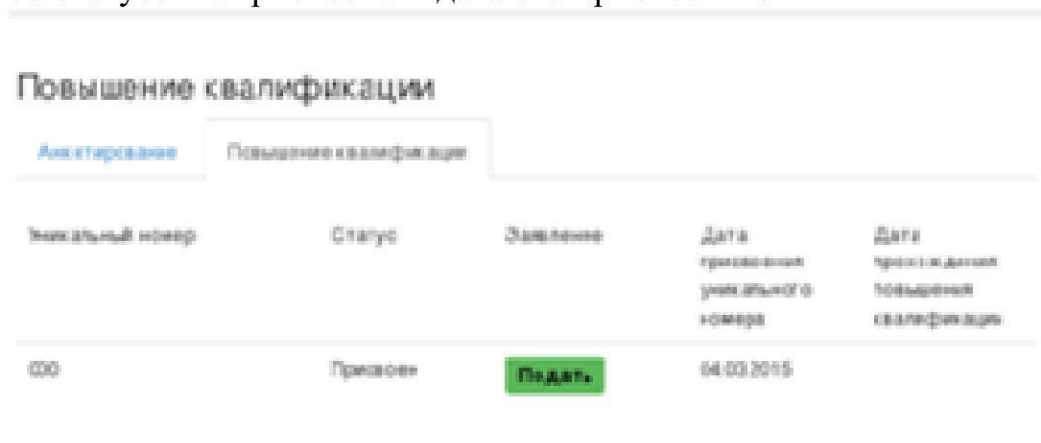 Повышение квалификации
Анкетирование Повышение квалификации
Уникальный номер Статус Заявление Дата присвоения уникального номера Дата прохождения повышения квалификации
Присвоен Подать 04.03.2015